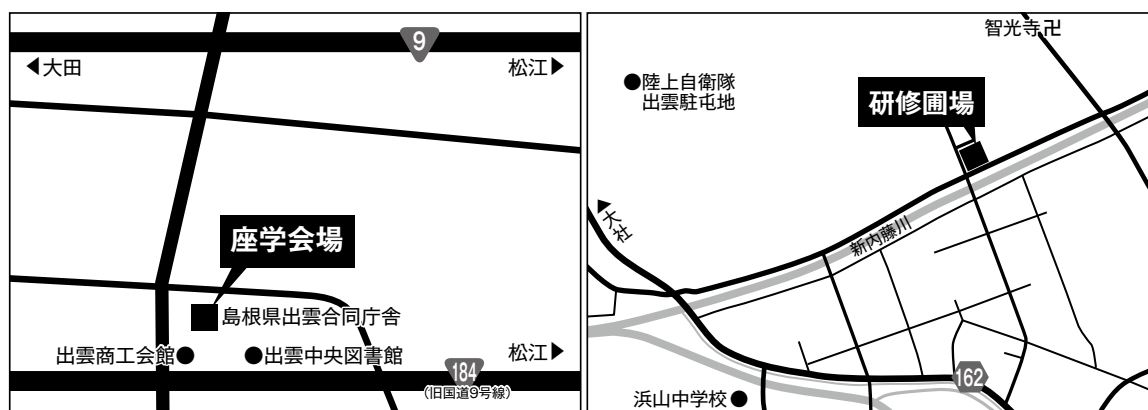 9
大田
松江
座学会場
島根県出雲合同庁舎
出雲商工会館
出雲中央図書館
松江
184
(旧国道9号線)
智光寺卍
陸上自衛隊
出雲駐屯地
研修圃場
大社
新内藤川
162
浜山中学校